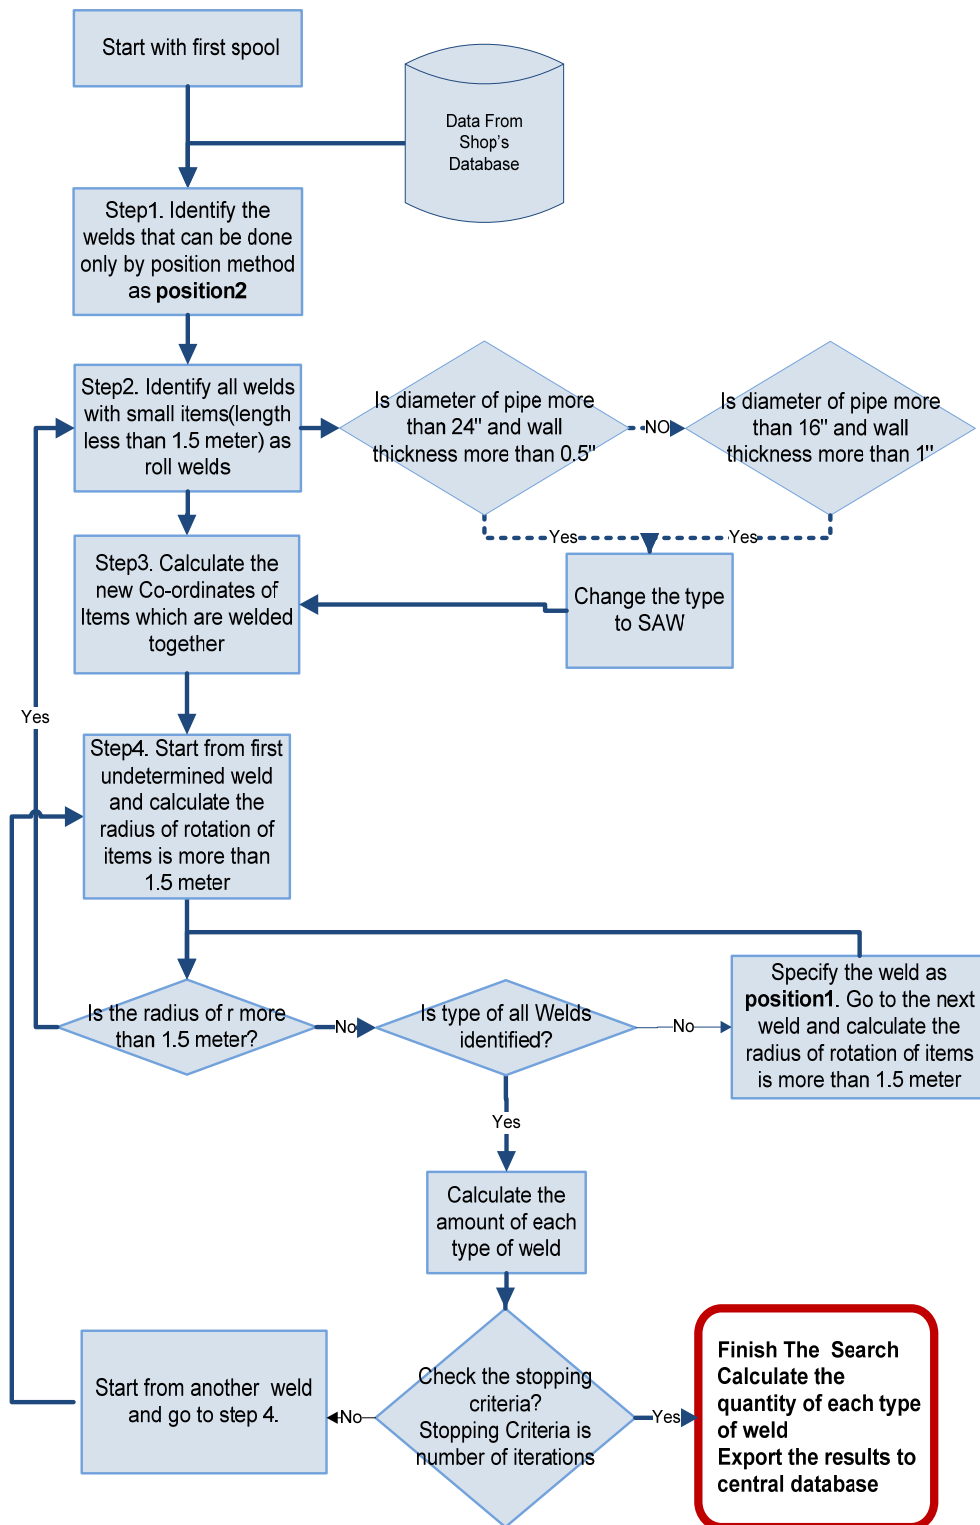 Start with first spool
Data From
Shop's
Database
Step1. Identify the
welds that can be done
only by position method
as position2
Step2. Identify all welds
with small items(length
less than 1.5 meter) as
roll welds
Is diameter of pipe more
than 24" and wall
thickness more than 0.5"
NO
Is diameter of pipe more
than 16" and wall
thickness more than 1"
Yes
Yes
Change the type
to SAW
Step3. Calculate the
new Co-ordinates of
Items which are welded
together
Yes
Step4. Start from first
undetermined weld
and calculate the
radius of rotation of
items is more than
1.5 meter
Is the radius of r more
than 1.5 meter?
No
Is type of all Welds
identified?
No
Specify the weld as
position1. Go to the next
weld and calculate the
radius of rotation of items
is more than 1.5 meter
Yes
Calculate the
amount of each
type of weld
Check the stopping
criteria?
Stopping Criteria is
number of iterations
No
Start from another weld
and go to step 4.
Yes
Finish The Search
Calculate the
quantity of each type
of weld
Export the results to
central database